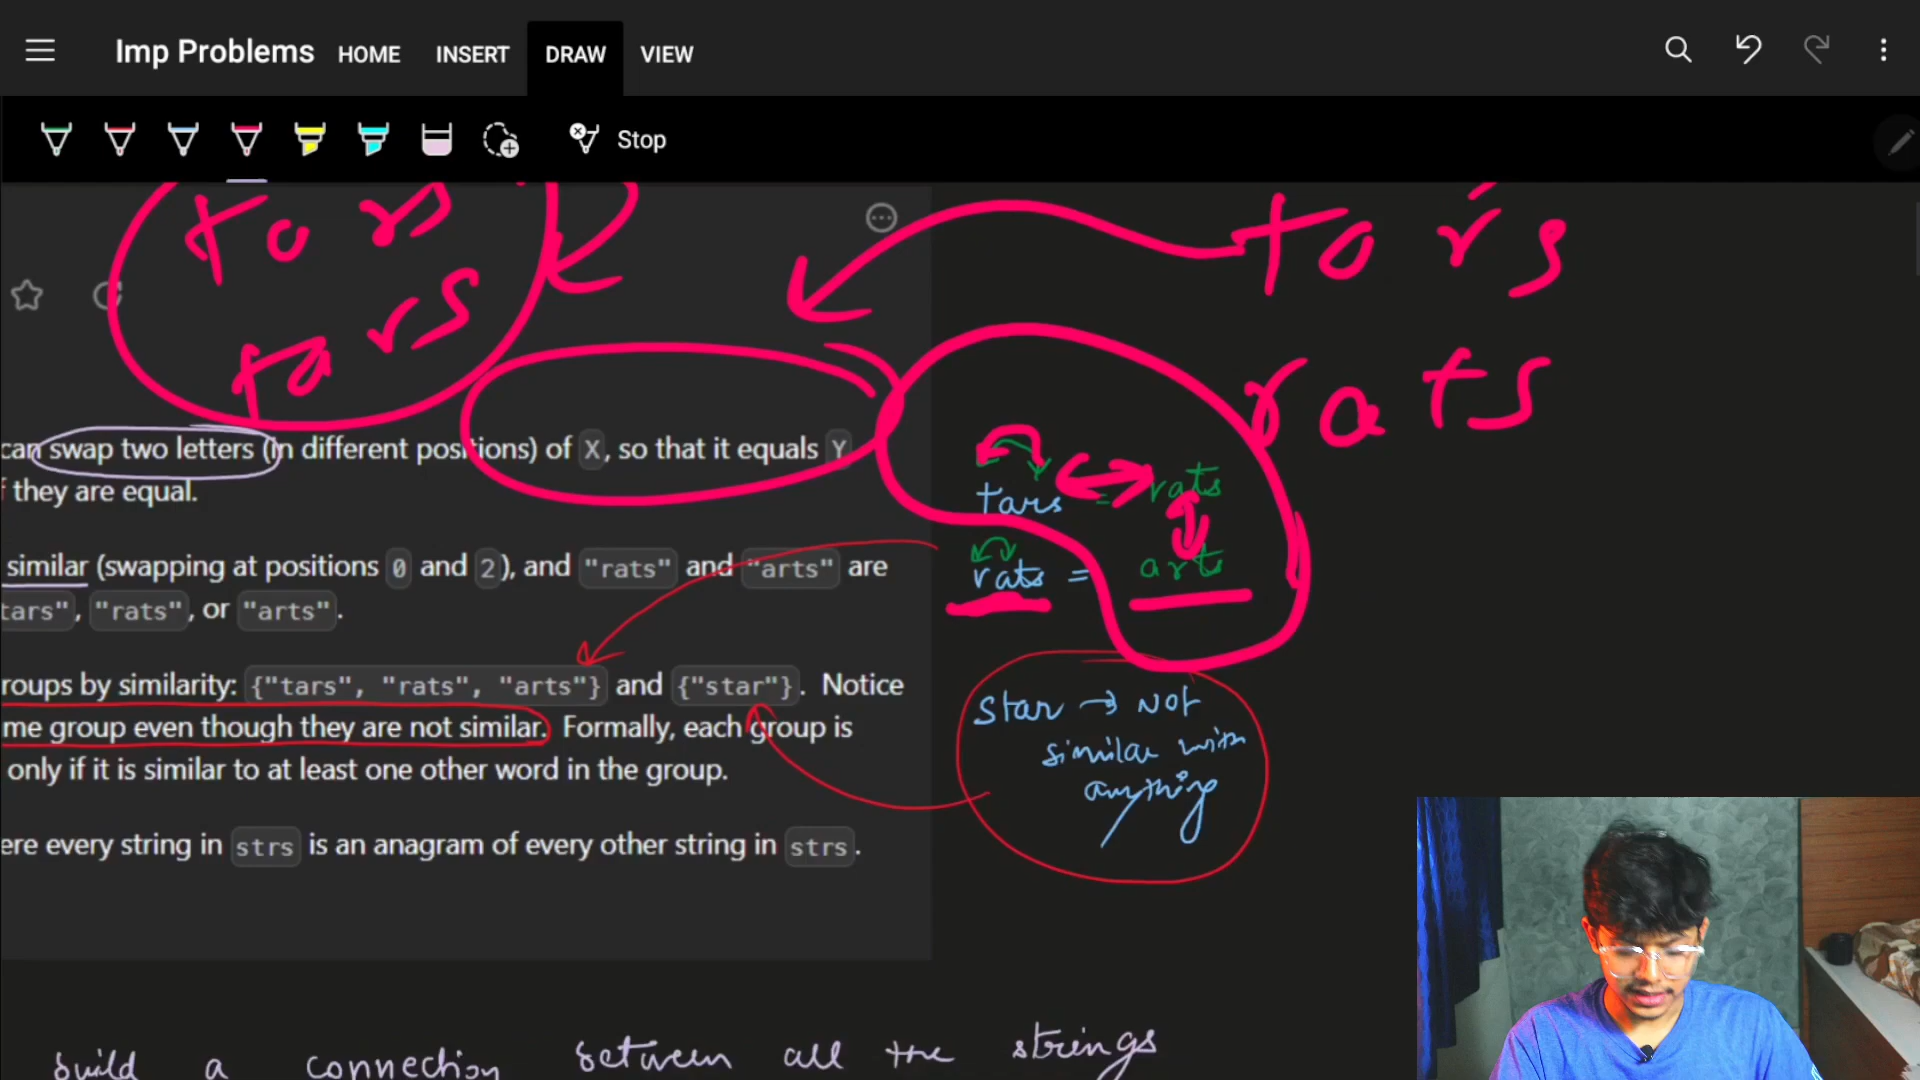 Imp Problems HOME INSERT DRAW VIEW
Stop
tors
tars
tors
rats
can swap two letters (in different positions) of X, so that it equals Y
they are equal.
tars = rats
similar (swapping at positions 0 and 2), and "rats" and "arts" are
rats = arts
tars", "rats", or "arts".
roups by similarity: {"tars", "rats", "arts"} and {"star"}. Notice
me group even though they are not similar. Formally, each group is
only if it is similar to at least one other word in the group.
star → NOT
similar with
anything
ere every string in strs is an anagram of every other string in strs.
build a connection between all the strings